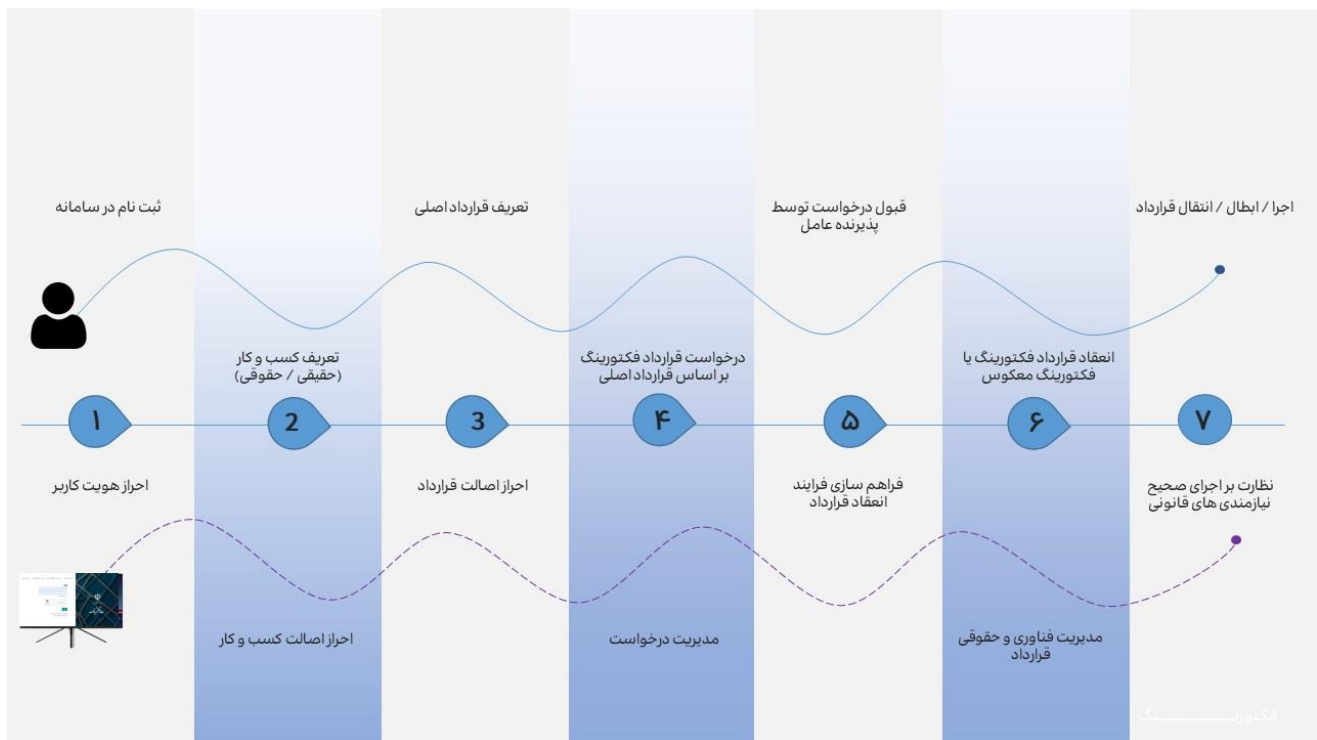 ثبت نام در سامانه
تعریف قرارداد اصلی
قبول درخواست توسط
پذیرنده عامل
اجرا / ابطال / انتقال قرارداد
تعریف کسب و کار
(حقیقی / حقوقی)
درخواست قرارداد فکتورینگ
بر اساس قرارداد اصلی
انعقاد قرارداد فکتورینگ یا
فکتورینگ معکوس
۱
2
3
۴
۵
۶
۷
احراز هویت کاربر
احراز اصالت قرارداد
فراهم سازی فرایند
انعقاد قرارداد
نظارت بر اجرای صحیح
نیازمندی های قانونی
احراز اصالت کسب و کار
مدیریت درخواست
مدیریت فناوری و حقوقی
قرارداد
فکتوریــــــــنگ